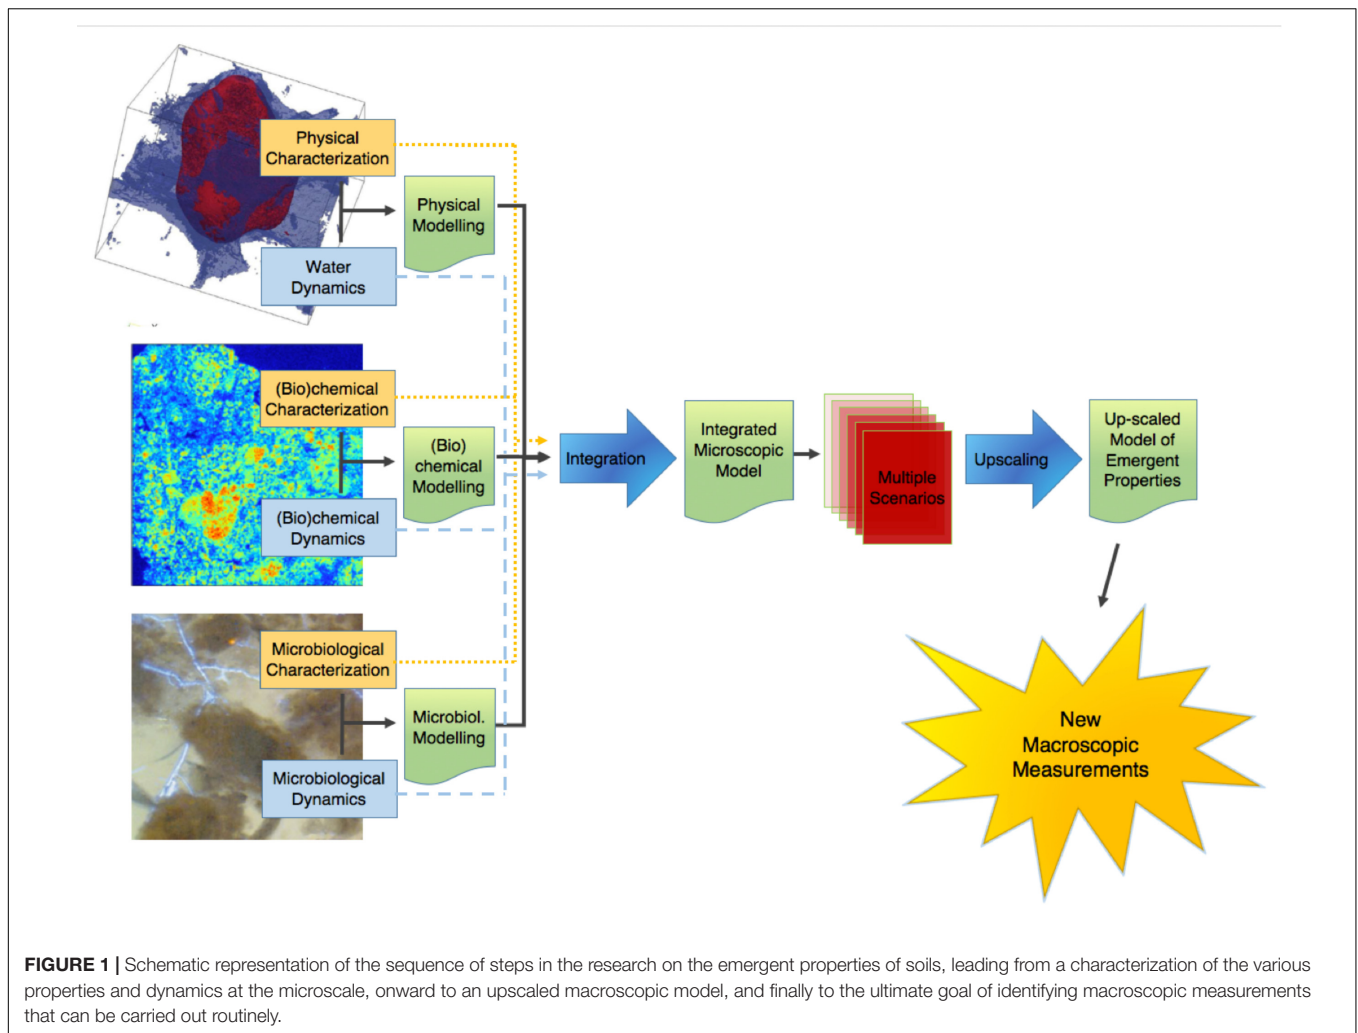 Physical
Characterization
Physical
Modelling
Water
Dynamics
(Bio)chemical
Characterization
(Bio)
chemical
Modelling
(Bio)chemical
Dynamics
Microbiological
Characterization
Microbiol.
Modelling
Microbiological
Dynamics
Integration
Integrated
Microscopic
Model
Multiple
Scenarios
Upscaling
Up-scaled
Model of
Emergent
Properties
New
Macroscopic
Measurements
FIGURE 1 | Schematic representation of the sequence of steps in the research on the emergent properties of soils, leading from a characterization of the various
properties and dynamics at the microscale, onward to an upscaled macroscopic model, and finally to the ultimate goal of identifying macroscopic measurements
that can be carried out routinely.